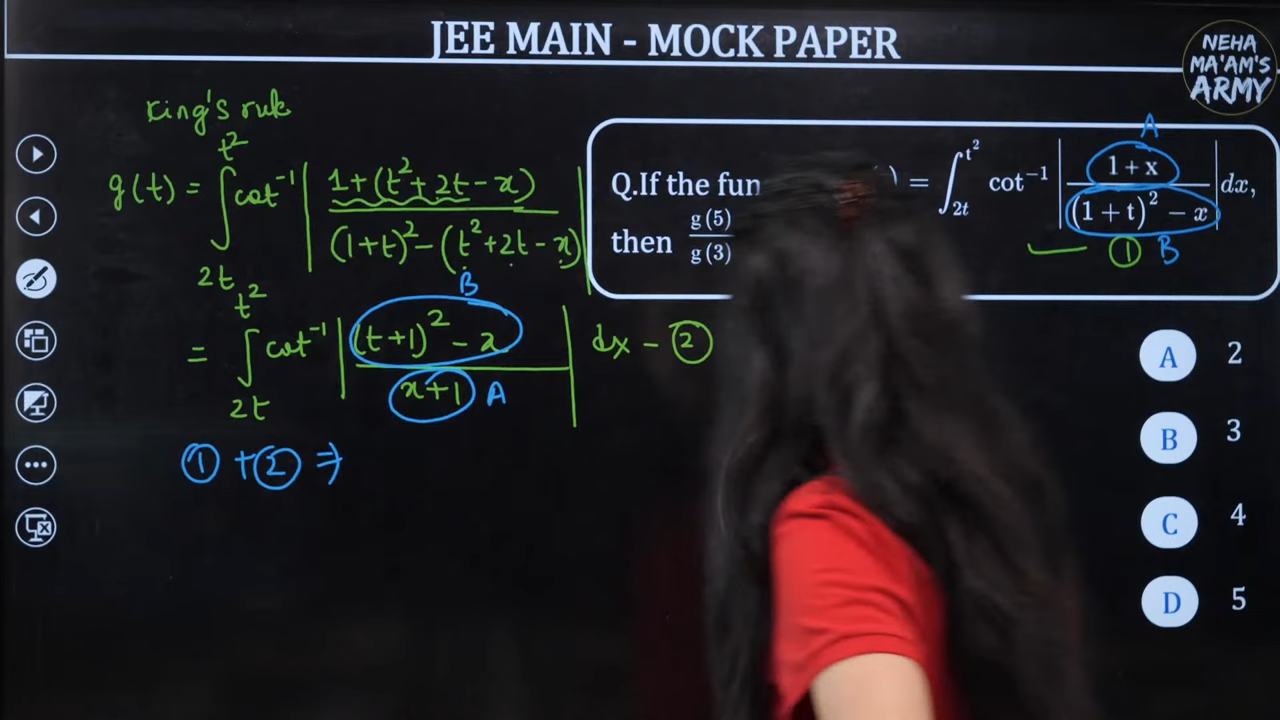 JEE MAIN - MOCK PAPER
NEHA
MA'AM'S
ARMY
King's rule
g(t) = ∫_{2t}^{t²} cot⁻¹ | (1+(t²+2t-x)) / ((1+t)² - (t²+2t-x)) |
= ∫_{2t}^{t²} cot⁻¹ | ((t+1)² - x) / (x+1) | dx - ②
B
A
① + ② ⇒
Q.If the fun ) = ∫_{2t}^{t²} cot⁻¹ | (1 + x) / ((1 + t)² - x) | dx,
then g(5)/g(3)
A
① B
A 2
B 3
C 4
D 5